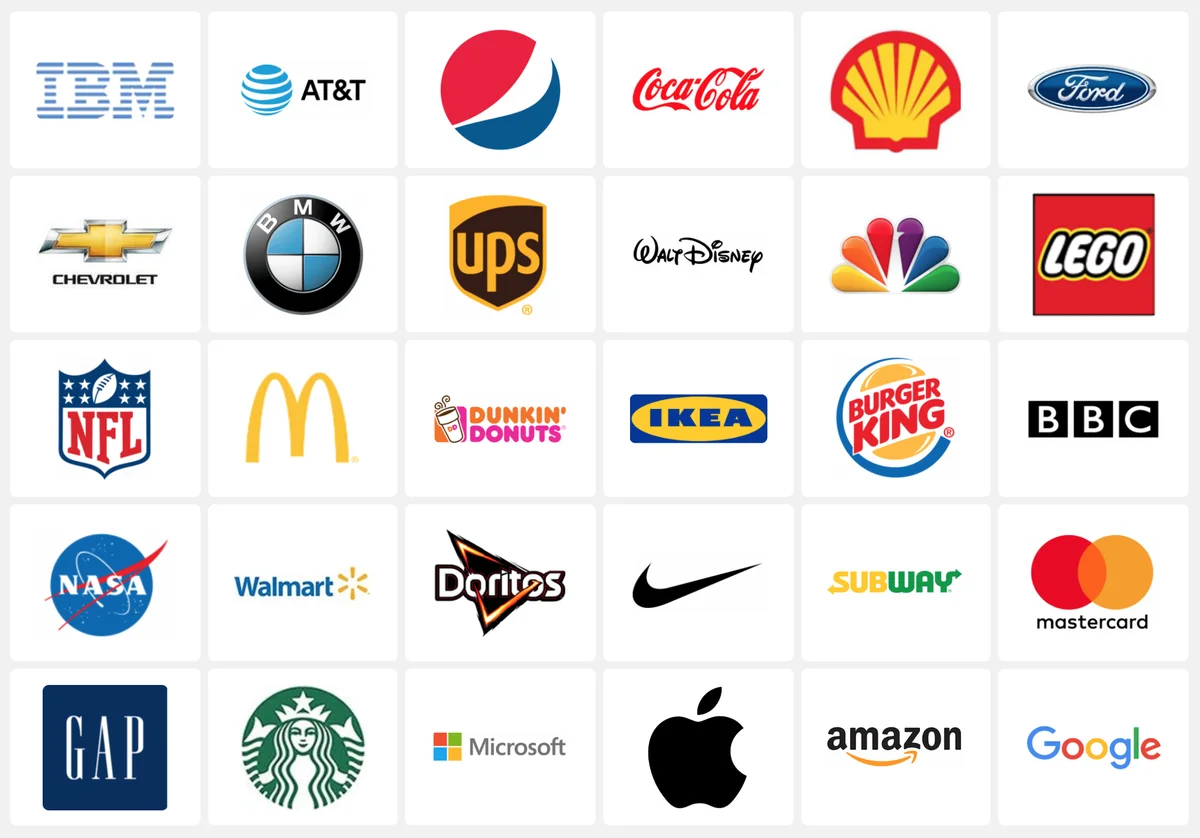 IBM
AT&T
Coca-Cola
Ford
CHEVROLET
BMW
ups
®
WALT DISNEY
LEGO
®
NFL
®
DUNKIN'
DONUTS
®
IKEA
®
BURGER
KING
®
BBC
NASA
Walmart
Doritos
SUBWAY
®
mastercard
GAP
Microsoft
amazon
Google